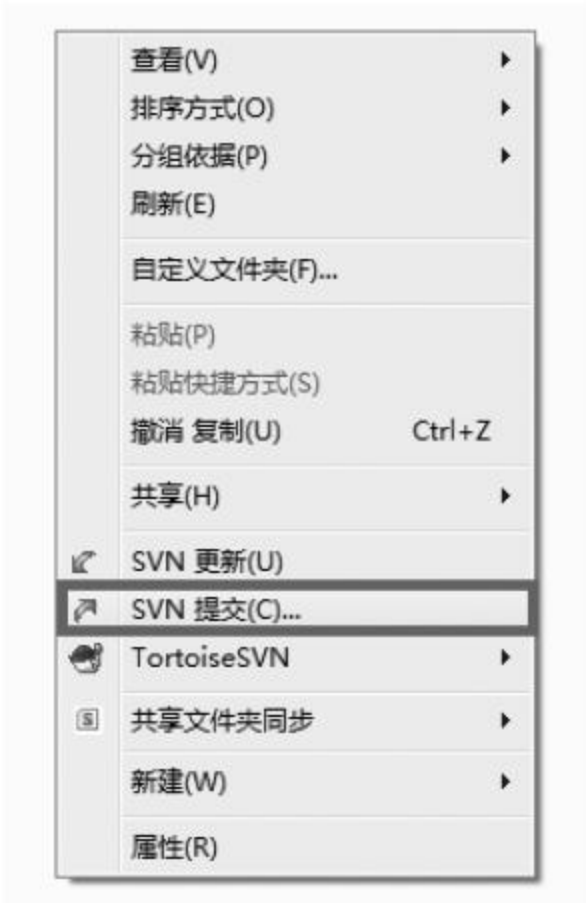 查看(V)
排序方式(O)
分组依据(P)
刷新(E)
自定义文件夹(F)...
粘贴(P)
粘贴快捷方式(S)
撤消 复制(U) Ctrl+Z
共享(H)
SVN 更新(U)
SVN 提交(C)...
TortoiseSVN
S 共享文件夹同步
新建(W)
属性(R)